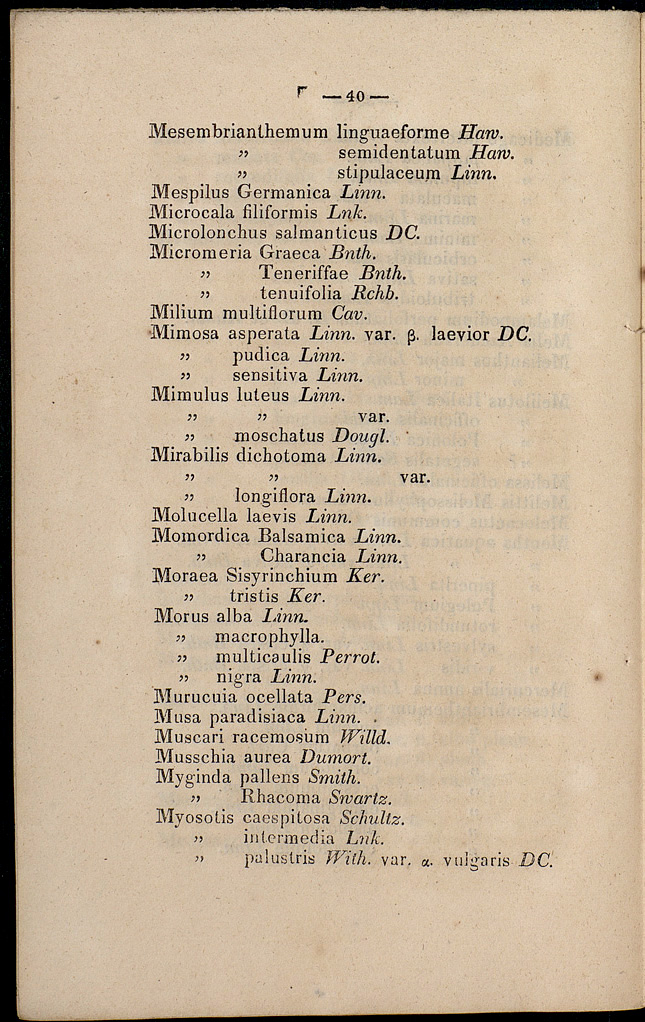 — 40 —
Mesembrianthemum linguaeforme Haw.
„ semidentatum Haw.
„ stipulaceum Linn.
Mespilus Germanica Linn.
Microcala filiformis Lnk.
Microlonchus salmanticus DC.
Micromeria Graeca Bnth.
„ Teneriffae Bnth.
„ tenuifolia Rchb.
Milium multiflorum Cav.
Mimosa asperata Linn. var. β. laevior DC.
„ pudica Linn.
„ sensitiva Linn.
Mimulus luteus Linn.
„ „ var.
„ moschatus Dougl.
Mirabilis dichotoma Linn.
„ „ var.
„ longiflora Linn.
Molucella laevis Linn.
Momordica Balsamica Linn.
„ Charancia Linn.
Moraea Sisyrinchium Ker.
„ tristis Ker.
Morus alba Linn.
„ macrophylla.
„ multicaulis Perrot.
„ nigra Linn.
Murucuia ocellata Pers.
Musa paradisiaca Linn.
Muscari racemosum Willd.
Musschia aurea Dumort.
Myginda pallens Smith.
„ Rhacoma Swartz.
Myosotis caespitosa Schultz.
„ intermedia Lnk.
„ palustris With. var. α. vulgaris DC.